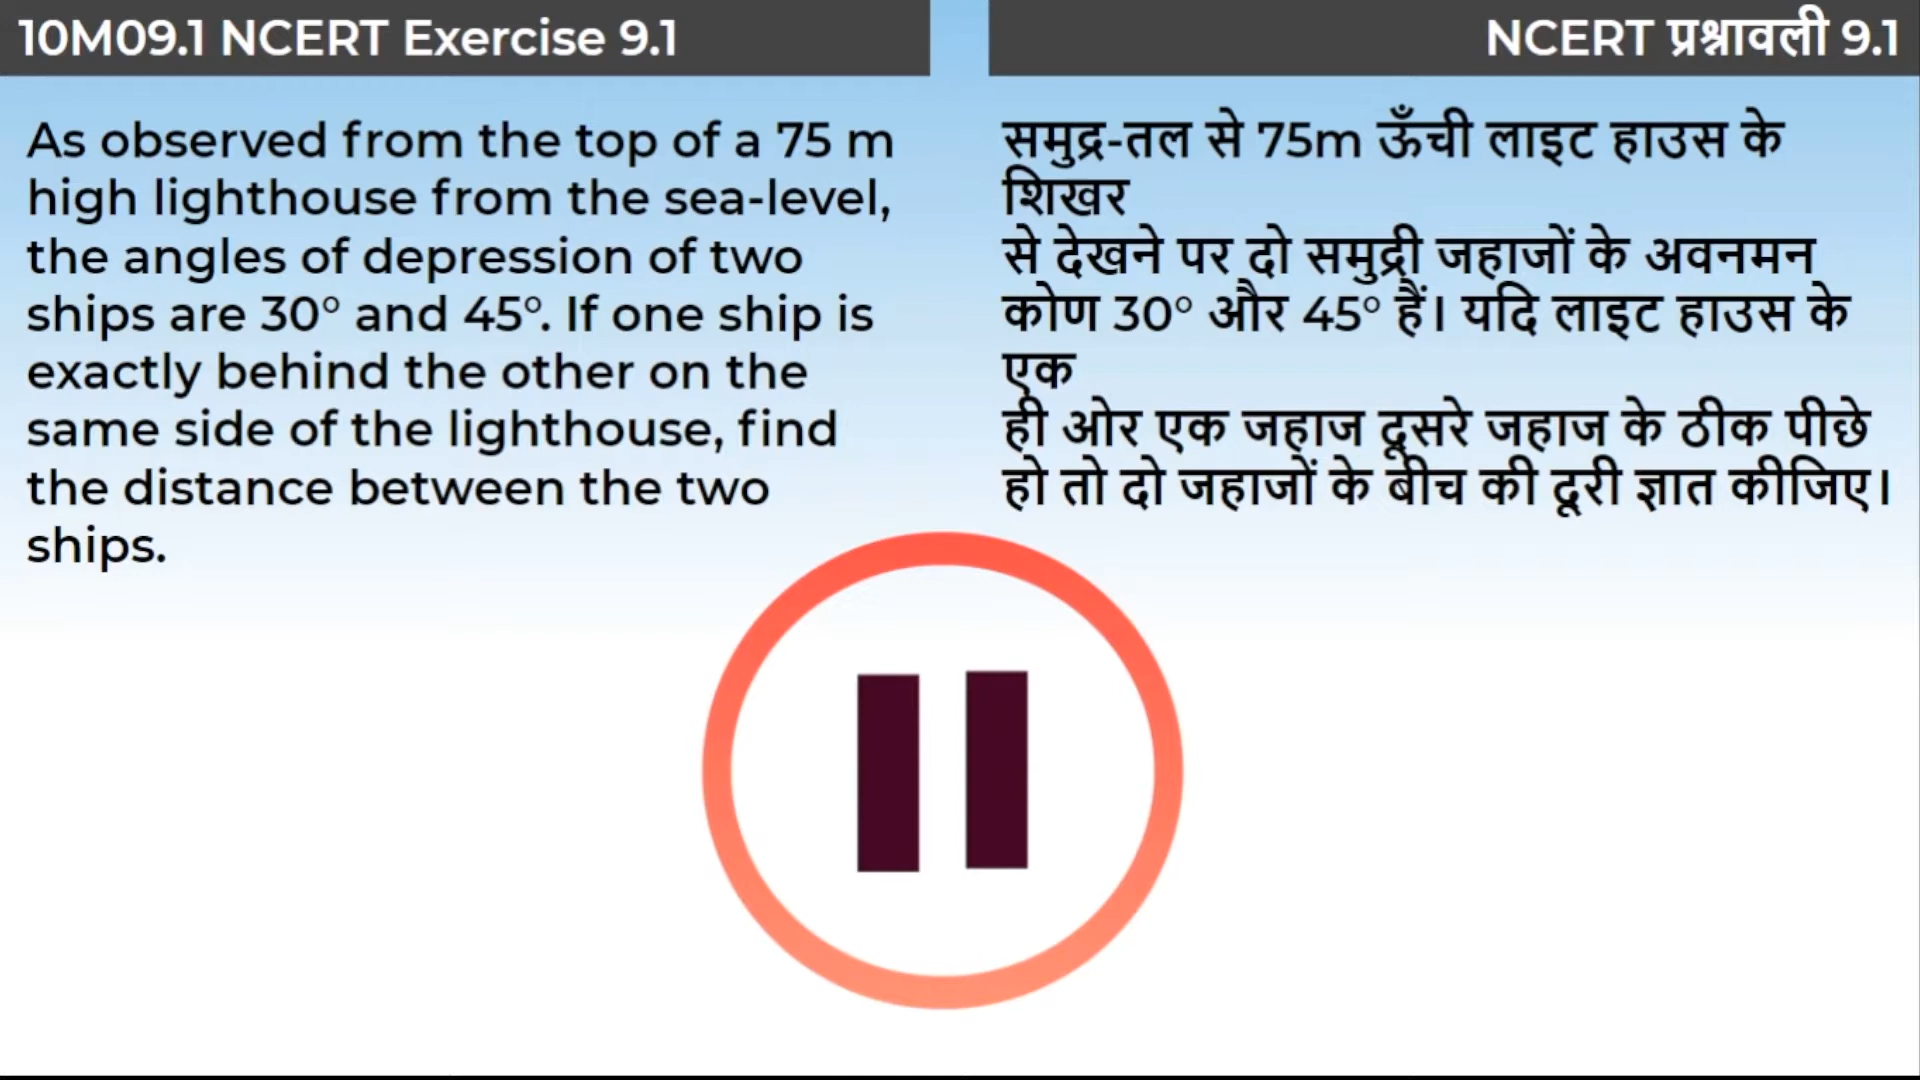 10M09.1 NCERT Exercise 9.1
As observed from the top of a 75 m
high lighthouse from the sea-level,
the angles of depression of two
ships are 30° and 45°. If one ship is
exactly behind the other on the
same side of the lighthouse, find
the distance between the two
ships.
NCERT प्रश्नावली 9.1
समुद्र-तल से 75m ऊँची लाइट हाउस के
शिखर
से देखने पर दो समुद्री जहाजों के अवनमन
कोण 30° और 45° हैं। यदि लाइट हाउस के
एक
ही ओर एक जहाज दूसरे जहाज के ठीक पीछे
हो तो दो जहाजों के बीच की दूरी ज्ञात कीजिए।